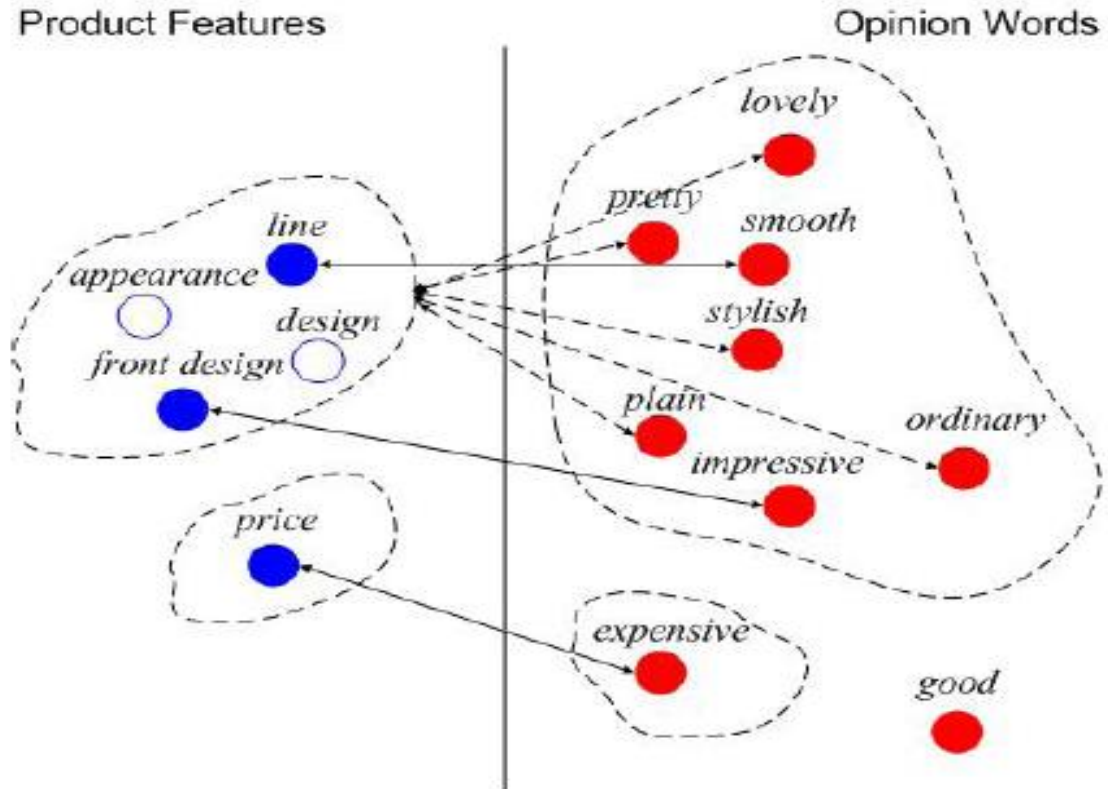 Product Features
Opinion Words
lovely
pretty
line
smooth
appearance
design
stylish
front design
plain
ordinary
impressive
price
expensive
good